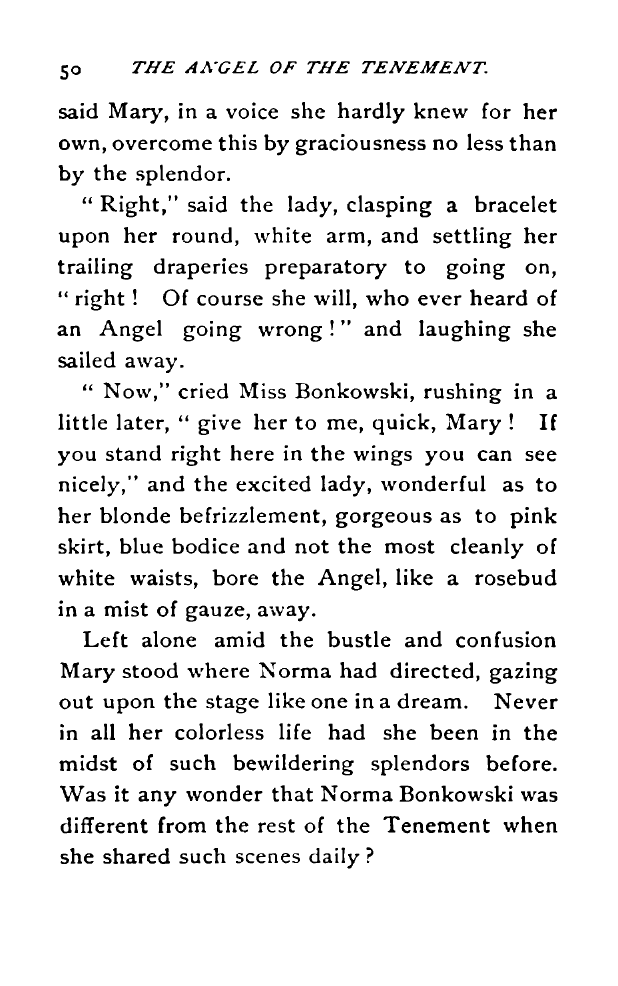 50 THE ANGEL OF THE TENEMENT.
said Mary, in a voice she hardly knew for her
own, overcome this by graciousness no less than
by the splendor.
" Right," said the lady, clasping a bracelet
upon her round, white arm, and settling her
trailing draperies preparatory to going on,
" right ! Of course she will, who ever heard of
an Angel going wrong ! " and laughing she
sailed away.
" Now," cried Miss Bonkowski, rushing in a
little later, " give her to me, quick, Mary ! If
you stand right here in the wings you can see
nicely," and the excited lady, wonderful as to
her blonde befrizzlement, gorgeous as to pink
skirt, blue bodice and not the most cleanly of
white waists, bore the Angel, like a rosebud
in a mist of gauze, away.
Left alone amid the bustle and confusion
Mary stood where Norma had directed, gazing
out upon the stage like one in a dream. Never
in all her colorless life had she been in the
midst of such bewildering splendors before.
Was it any wonder that Norma Bonkowski was
different from the rest of the Tenement when
she shared such scenes daily ?